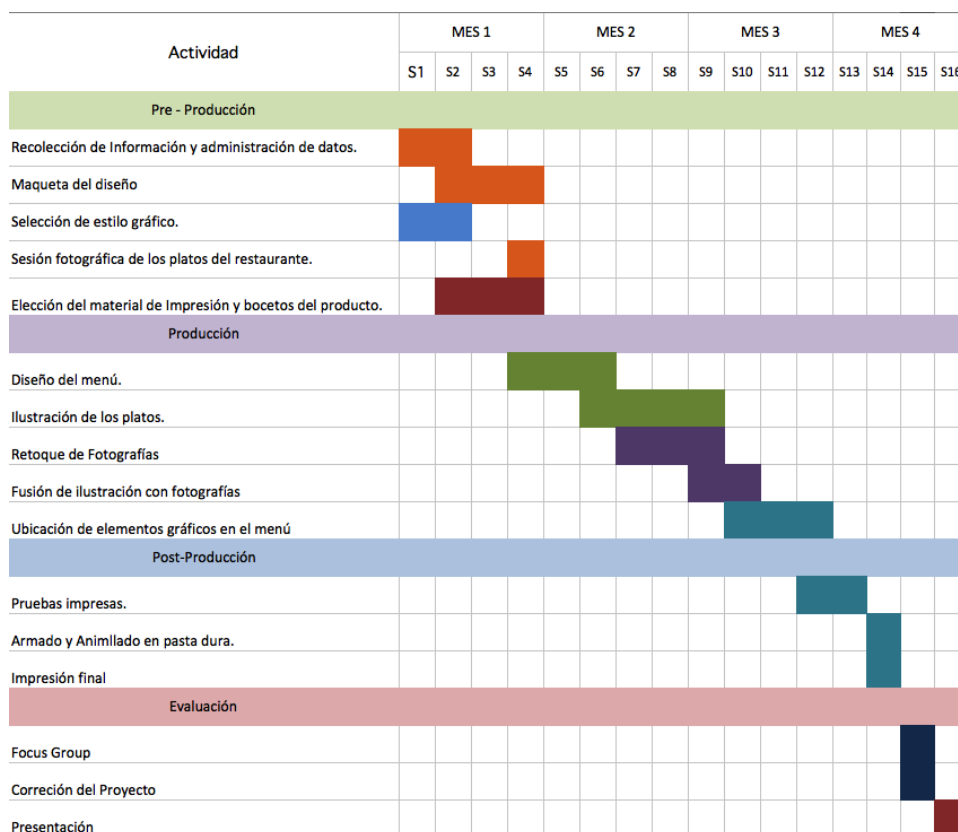 Actividad
MES 1 MES 2 MES 3 MES 4
S1 S2 S3 S4 S5 S6 S7 S8 S9 S10 S11 S12 S13 S14 S15 S16
Pre - Producción
Recolección de Información y administración de datos.
Maqueta del diseño
Selección de estilo gráfico.
Sesión fotográfica de los platos del restaurante.
Elección del material de Impresión y bocetos del producto.
Producción
Diseño del menú.
Ilustración de los platos.
Retoque de Fotografías
Fusión de ilustración con fotografías
Ubicación de elementos gráficos en el menú
Post-Producción
Pruebas impresas.
Armado y Animllado en pasta dura.
Impresión final
Evaluación
Focus Group
Correción del Proyecto
Presentación